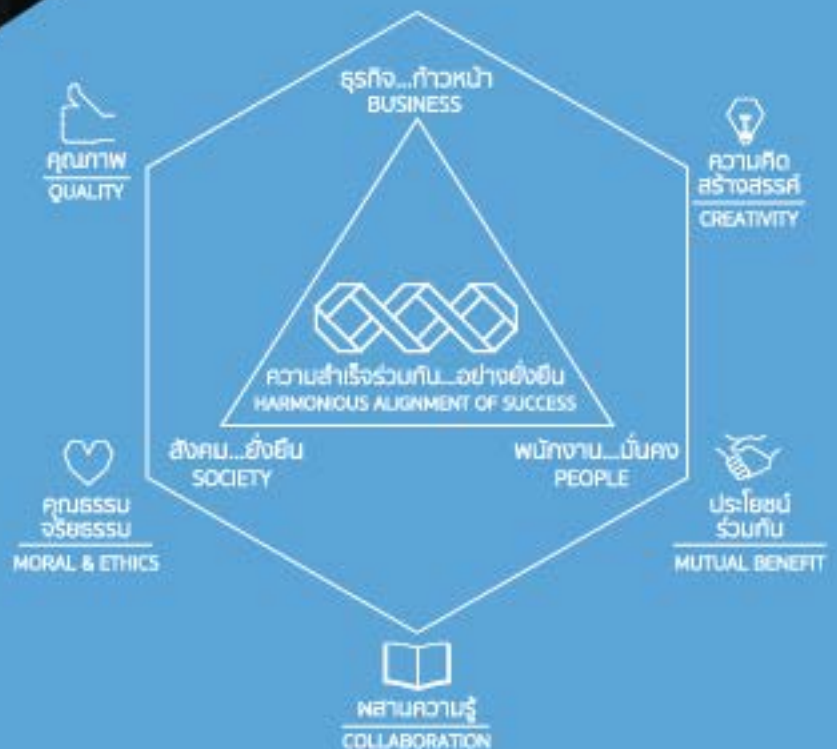 ธุรกิจ...ก้าวหน้า
BUSINESS
คุณภาพ
QUALITY
ความคิด
สร้างสรรค์
CREATIVITY
ความสำเร็จร่วมกัน...อย่างยั่งยืน
HARMONIOUS ALIGNMENT OF SUCCESS
สังคม...ยั่งยืน
SOCIETY
พนักงาน...มั่นคง
PEOPLE
คุณธรรม
จริยธรรม
MORAL & ETHICS
ประโยชน์
ร่วมกัน
MUTUAL BENEFIT
ผสานความรู้
COLLABORATION